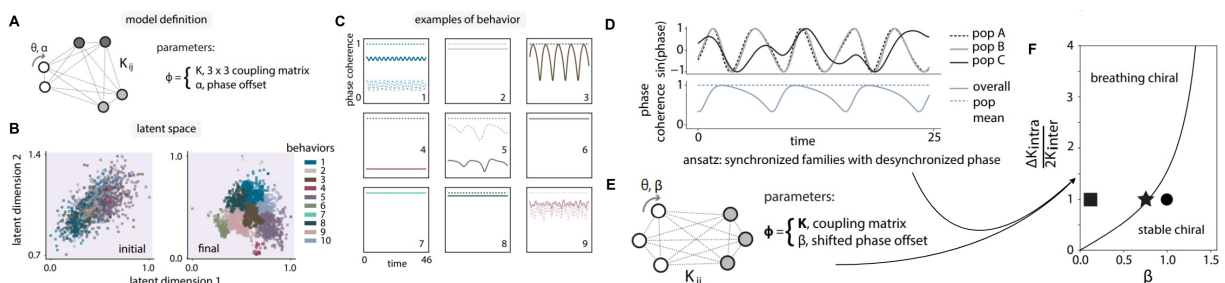 A
model definition
θ, α
K_ij
parameters:
ϕ = { K, 3 x 3 coupling matrix
α, phase offset
B
latent space
latent dimension 2
1.4
0.7
initial
1.0
1.0
0
final
0
1.0
latent dimension 1
behaviors
1
2
3
4
5
6
7
8
9
10
C
examples of behavior
phase coherence
1
0
1
2
3
4
5
6
7
8
9
0
time
46
D
sin(phase)
1
0
−1
pop A
pop B
pop C
phase
coherence
1
0
overall
pop
mean
0
time
25
ansatz: synchronized families with desynchronized phase
E
θ, β
K_ij
parameters:
ϕ = { K, coupling matrix
β, shifted phase offset
F
ΔKintra
2Kinter
4
3
2
1
0
breathing chiral
stable chiral
0.0
0.5
1.0
1.5
β